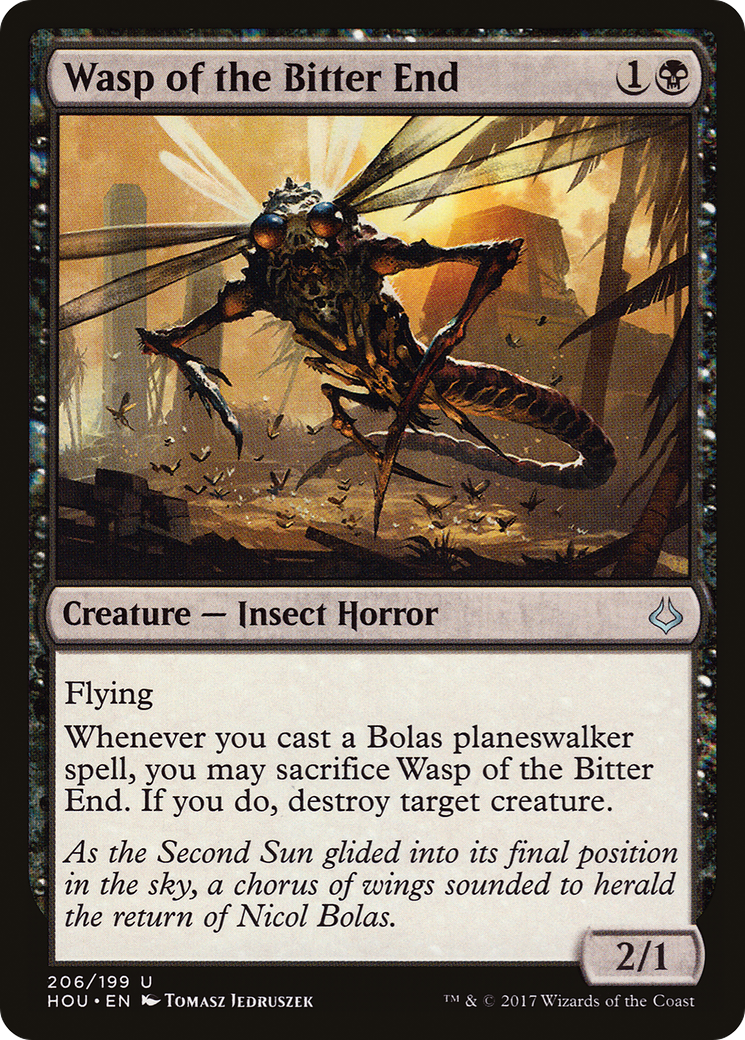 Wasp of the Bitter End 1
Creature — Insect Horror
Flying
Whenever you cast a Bolas planeswalker
spell, you may sacrifice Wasp of the Bitter
End. If you do, destroy target creature.
As the Second Sun glided into its final position
in the sky, a chorus of wings sounded to herald
the return of Nicol Bolas.
2/1
206/199 U
HOU • EN Tomasz Jedruszek ™ & © 2017 Wizards of the Coast